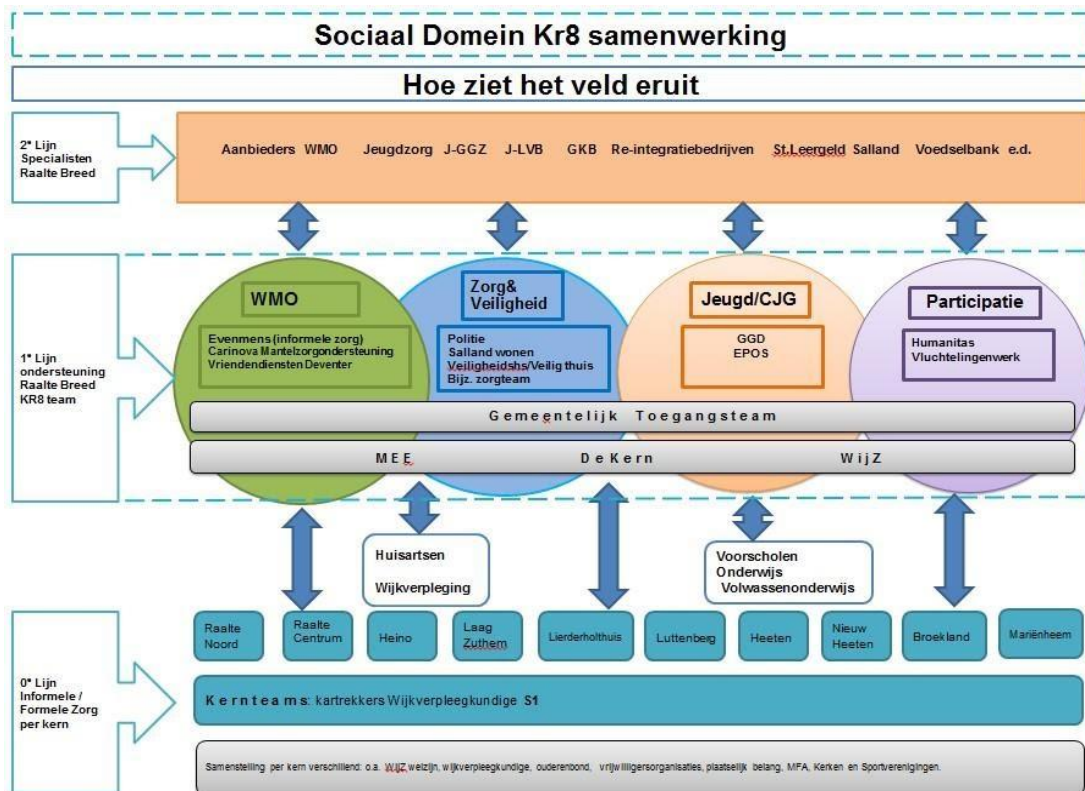 Sociaal Domein Kr8 samenwerking
Hoe ziet het veld eruit
2e Lijn
Specialisten
Raalte Breed
Aanbieders WMO Jeugdzorg J-GGZ J-LVB GKB Re-integratiebedrijven St.Leergeld Salland Voedselbank e.d.
1e Lijn
ondersteuning
Raalte Breed
KR8 team
WMO
Evenmens (informele zorg)
Carinova Mantelzorgondersteuning
Vriendendiensten Deventer
Zorg&
Veiligheid
Politie
Salland wonen
Veiligheidshs/Veilig thuis
Bijz. zorgteam
Jeugd/CJG
GGD
EPOS
Participatie
Humanitas
Vluchtelingenwerk
Gemeentelijk Toegangsteam
MEE DeKern WijZ
Huisartsen
Wijkverpleging
Voorscholen
Onderwijs
Volwassenonderwijs
0e Lijn
Informele /
Formele Zorg
per kern
Raalte
Noord
Raalte
Centrum
Heino
Laag
Zuthem
Lierderholthuis
Luttenberg
Heeten
Nieuw
Heeten
Broekland
Mariënheem
Kernteams: kartrekkers Wijkverpleegkundige S1
Samenstelling per kern verschillend: o.a. WijZ welzijn, wijkverpleegkundige, ouderenbond, vrijwilligersorganisaties, plaatselijk belang, MFA, Kerken en Sportverenigingen.